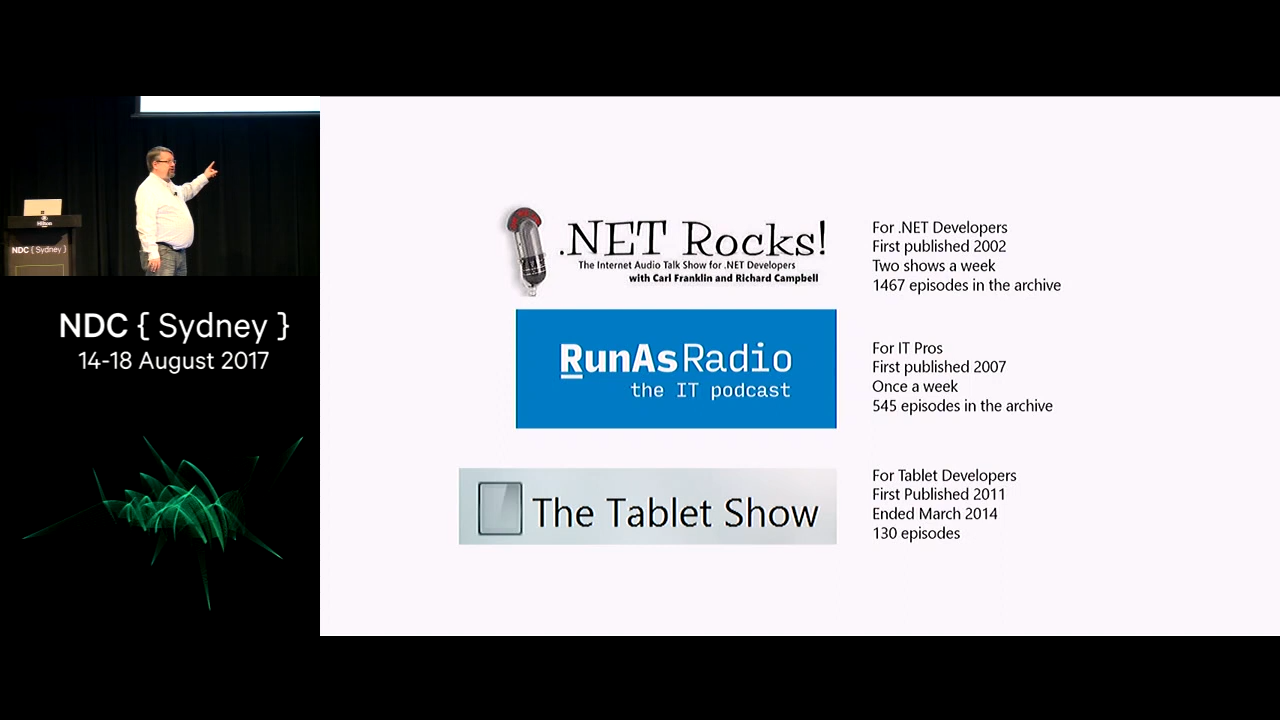 Hilton
NDC { Sydney }
NDC { Sydney }
14-18 August 2017
.NET Rocks!
The Internet Audio Talk Show for .NET Developers
with Carl Franklin and Richard Campbell
For .NET Developers
First published 2002
Two shows a week
1467 episodes in the archive
RunAsRadio
the IT podcast
For IT Pros
First published 2007
Once a week
545 episodes in the archive
The Tablet Show
For Tablet Developers
First Published 2011
Ended March 2014
130 episodes